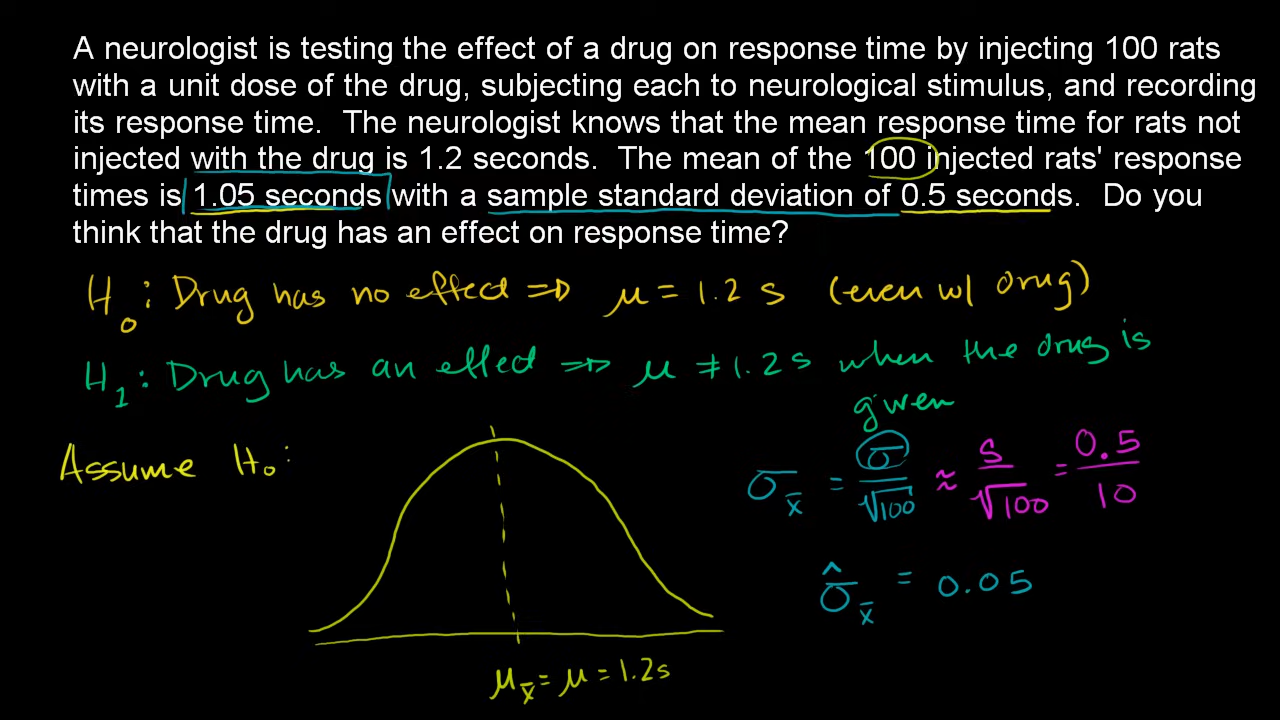 A neurologist is testing the effect of a drug on response time by injecting 100 rats
with a unit dose of the drug, subjecting each to neurological stimulus, and recording
its response time. The neurologist knows that the mean response time for rats not
injected with the drug is 1.2 seconds. The mean of the 100 injected rats' response
times is 1.05 seconds with a sample standard deviation of 0.5 seconds. Do you
think that the drug has an effect on response time?
H₀: Drug has no effect ⇒ μ = 1.2 s (even w/ drug)
H₁: Drug has an effect ⇒ μ ≠ 1.2 s when the drug is
given
Assume H₀:
σ_x̄ = σ/√100 ≈ s/√100 = 0.5/10
σ̂_x̄ = 0.05
μ_x̄ = μ = 1.2s